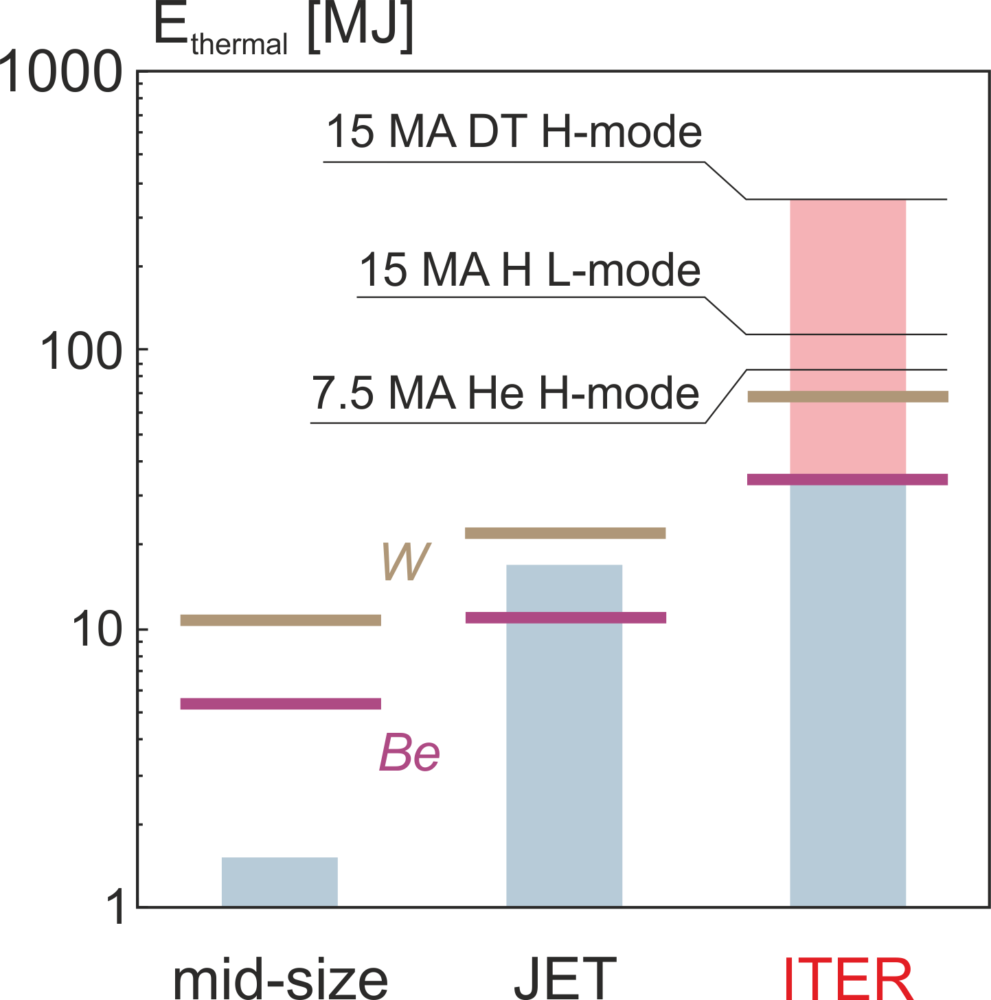 E_thermal [MJ]
1000
15 MA DT H-mode
15 MA H L-mode
100
7.5 MA He H-mode
W
10
Be
1
mid-size JET ITER